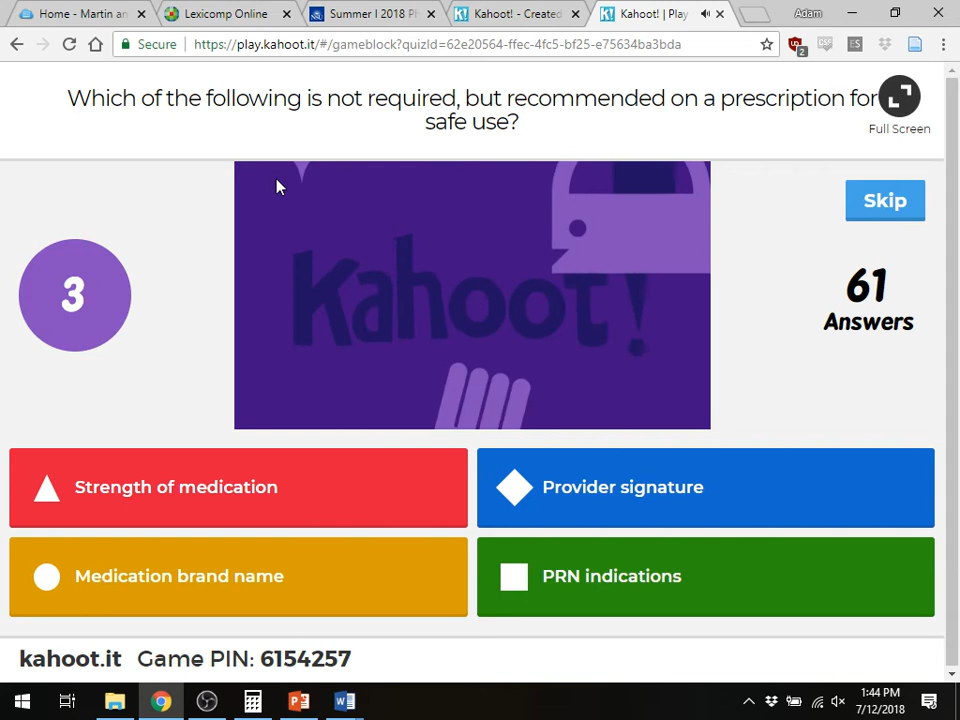 Home - Martin an
Lexicomp Online
Summer I 2018 P
Kahoot! - Created
Kahoot! | Play
Adam
Secure
https://play.kahoot.it/#/gameblock?quizId=62e20564-ffec-4fc5-bf25-e75634ba3bda
2
CSS
ES
Which of the following is not required, but recommended on a prescription for
safe use?
Full Screen
Skip
3
Kahoot!
61
Answers
Strength of medication
Provider signature
Medication brand name
PRN indications
kahoot.it Game PIN: 6154257
1:44 PM
7/12/2018